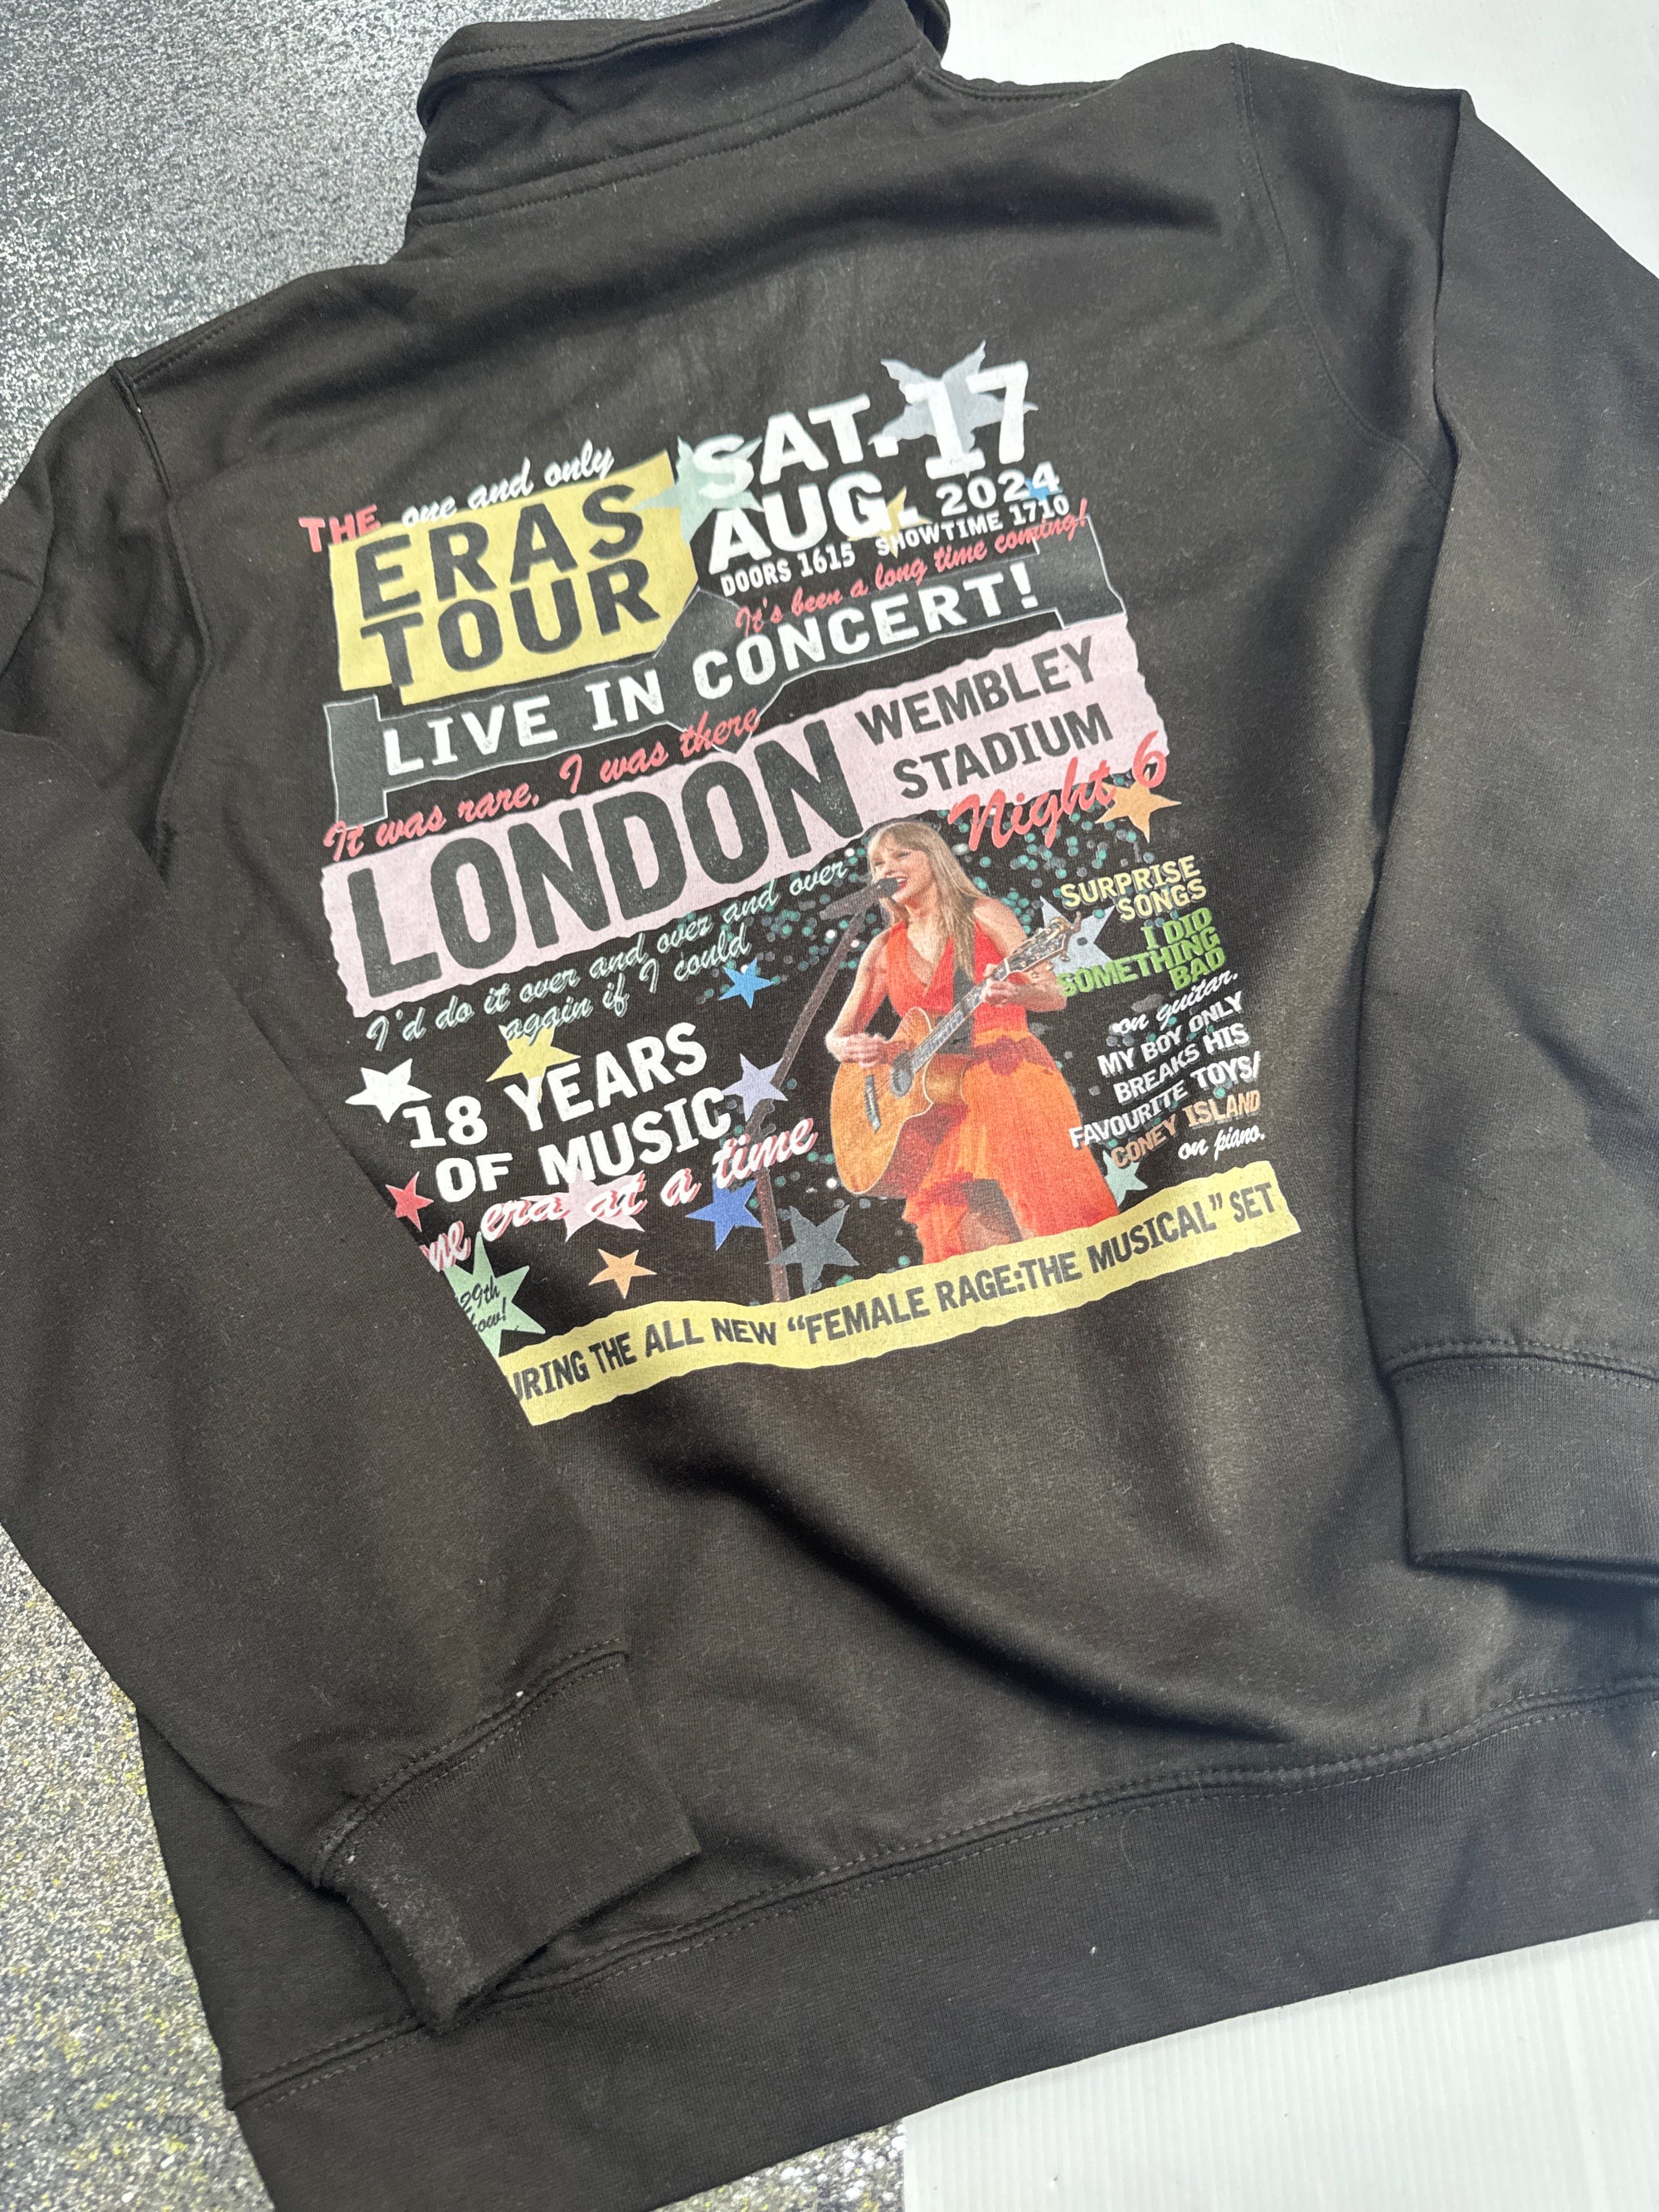 THE one and only
ERAS
TOUR
SAT. 17
AUG. 2024
DOORS 1615 SHOWTIME 1710
It's been a long time coming!
LIVE IN CONCERT!
It was rare, I was there
LONDON
WEMBLEY
STADIUM
Night 6
I'd do it over and over and over and over
again if I could
18 YEARS
OF MUSIC
era at a time
29th
SURPRISE
SONGS
I DID
SOMETHING
BAD
on guitar.
MY BOY ONLY
BREAKS HIS
FAVOURITE TOYS/
CONEY ISLAND
on piano.
URING THE ALL NEW “FEMALE RAGE:THE MUSICAL” SET